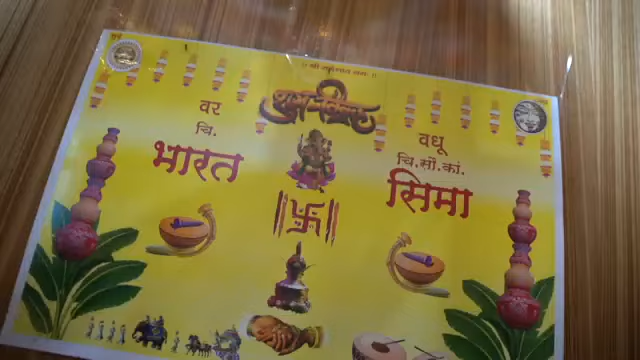 शुभविवाह
वर
चि.
भारत
वधू
चि.सौ.कां.
सिमा